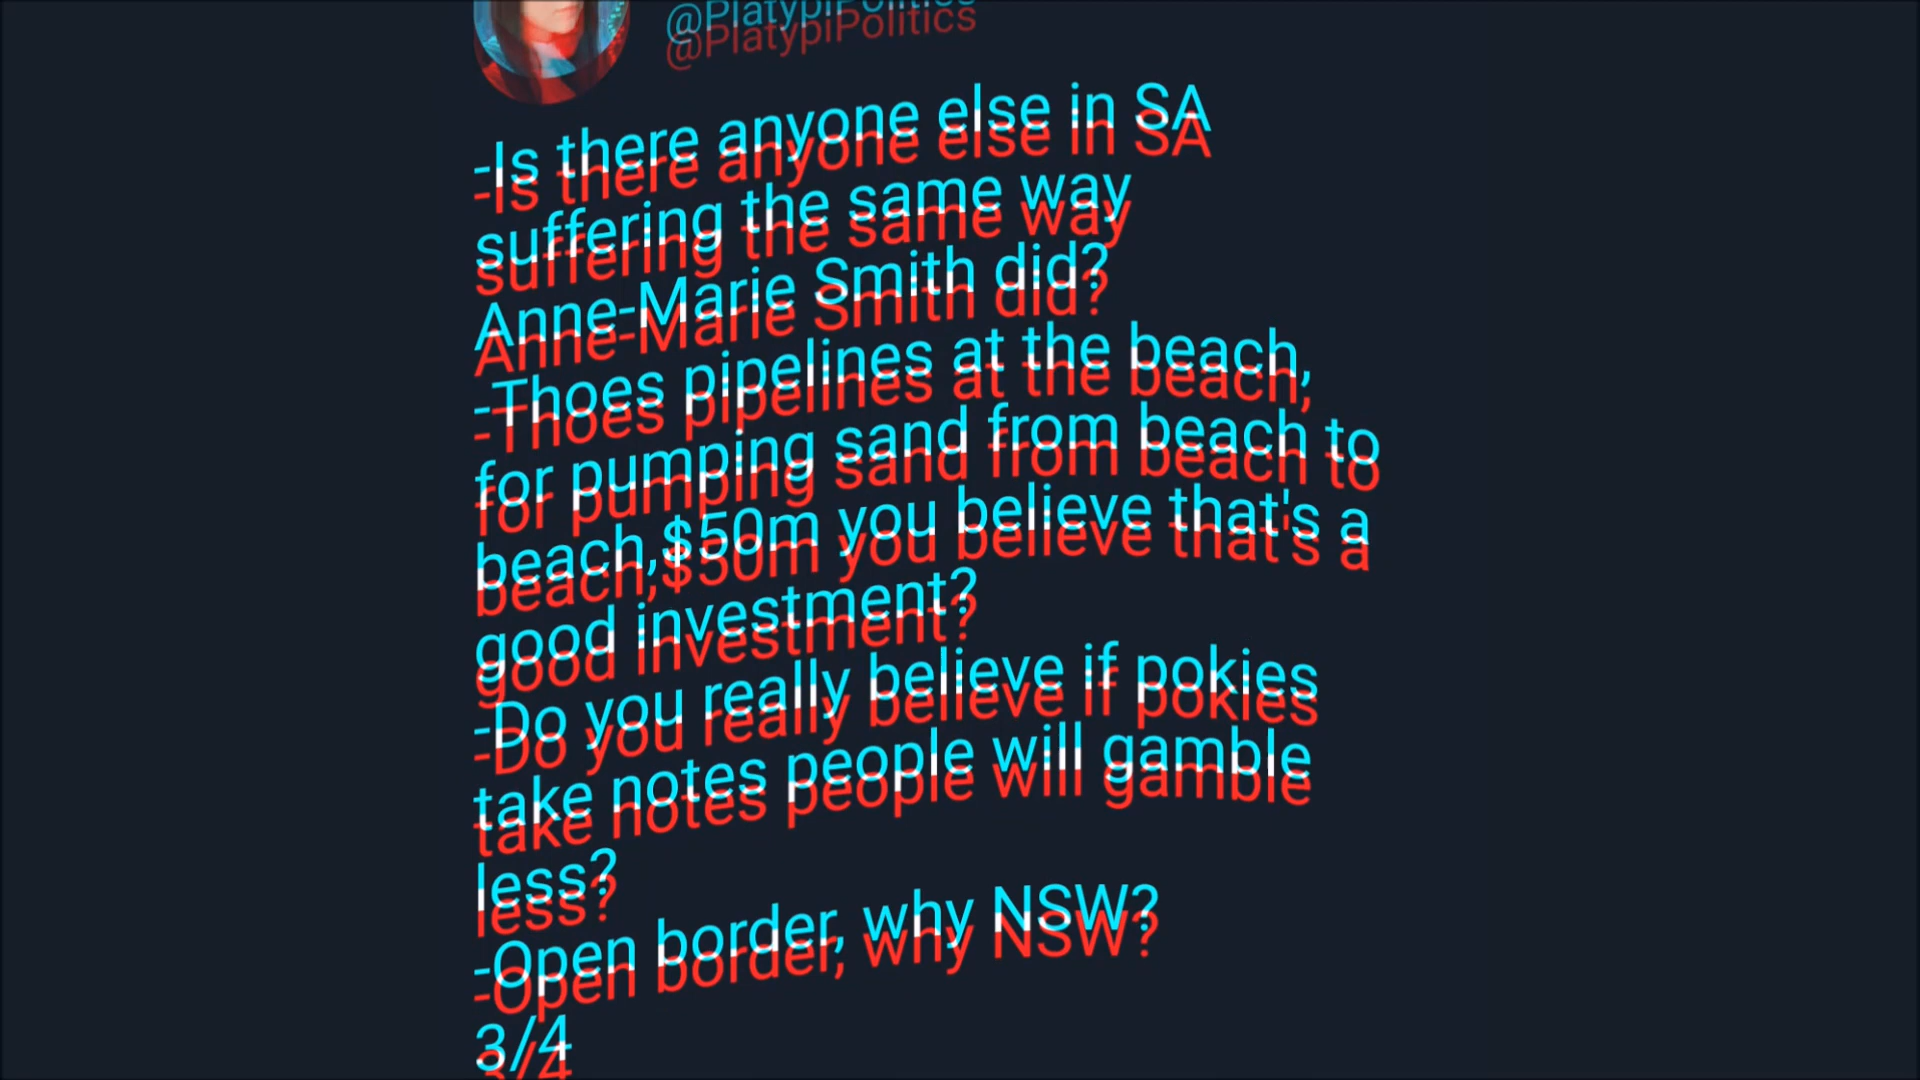 @PlatypiPolitics
-Is there anyone else in SA
suffering the same way
Anne-Marie Smith did?
-Thoes pipelines at the beach,
for pumping sand from beach to
beach,$50m you believe that's a
good investment?
-Do you really believe if pokies
take notes people will gamble
less?
-Open border, why NSW?
3/4